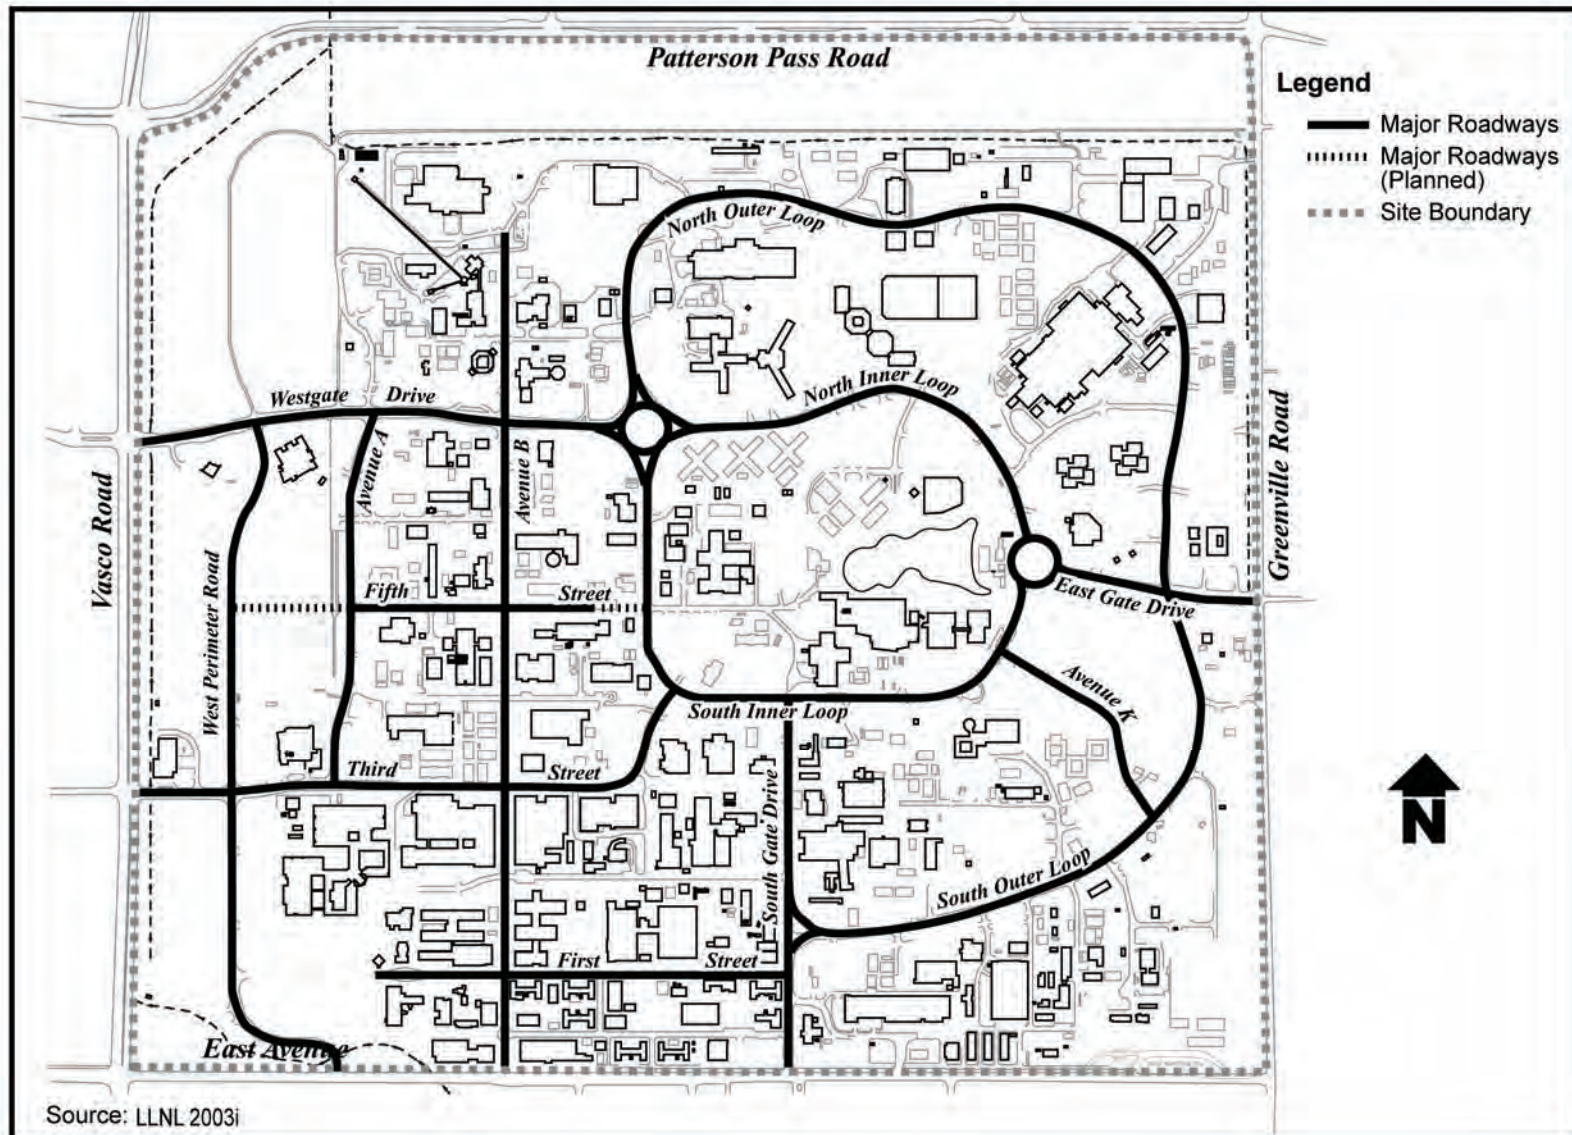 Patterson Pass Road
Legend
Major Roadways
Major Roadways
(Planned)
Site Boundary
North Outer Loop
North Inner Loop
Westgate Drive
Avenue A
Avenue B
Vasco Road
Greenville Road
Fifth Street
East Gate Drive
West Perimeter Road
Avenue K
South Inner Loop
Third Street
South Gate Drive
South Outer Loop
First Street
N
East Avenue
Source: LLNL 2003i